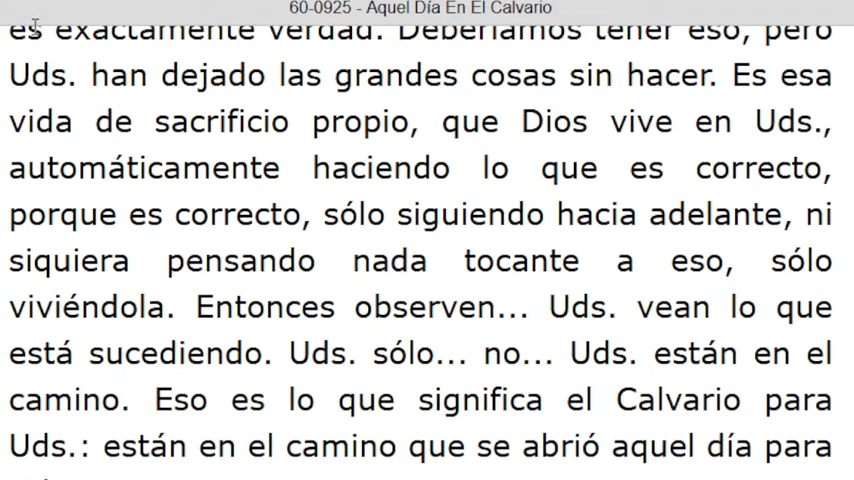 60-0925 - Aquel Día En El Calvario
es exactamente verdad. Deberíamos tener eso, pero
Uds. han dejado las grandes cosas sin hacer. Es esa
vida de sacrificio propio, que Dios vive en Uds.,
automáticamente haciendo lo que es correcto,
porque es correcto, sólo siguiendo hacia adelante, ni
siquiera pensando nada tocante a eso, sólo
viviéndola. Entonces observen... Uds. vean lo que
está sucediendo. Uds. sólo... no... Uds. están en el
camino. Eso es lo que significa el Calvario para
Uds.: están en el camino que se abrió aquel día para